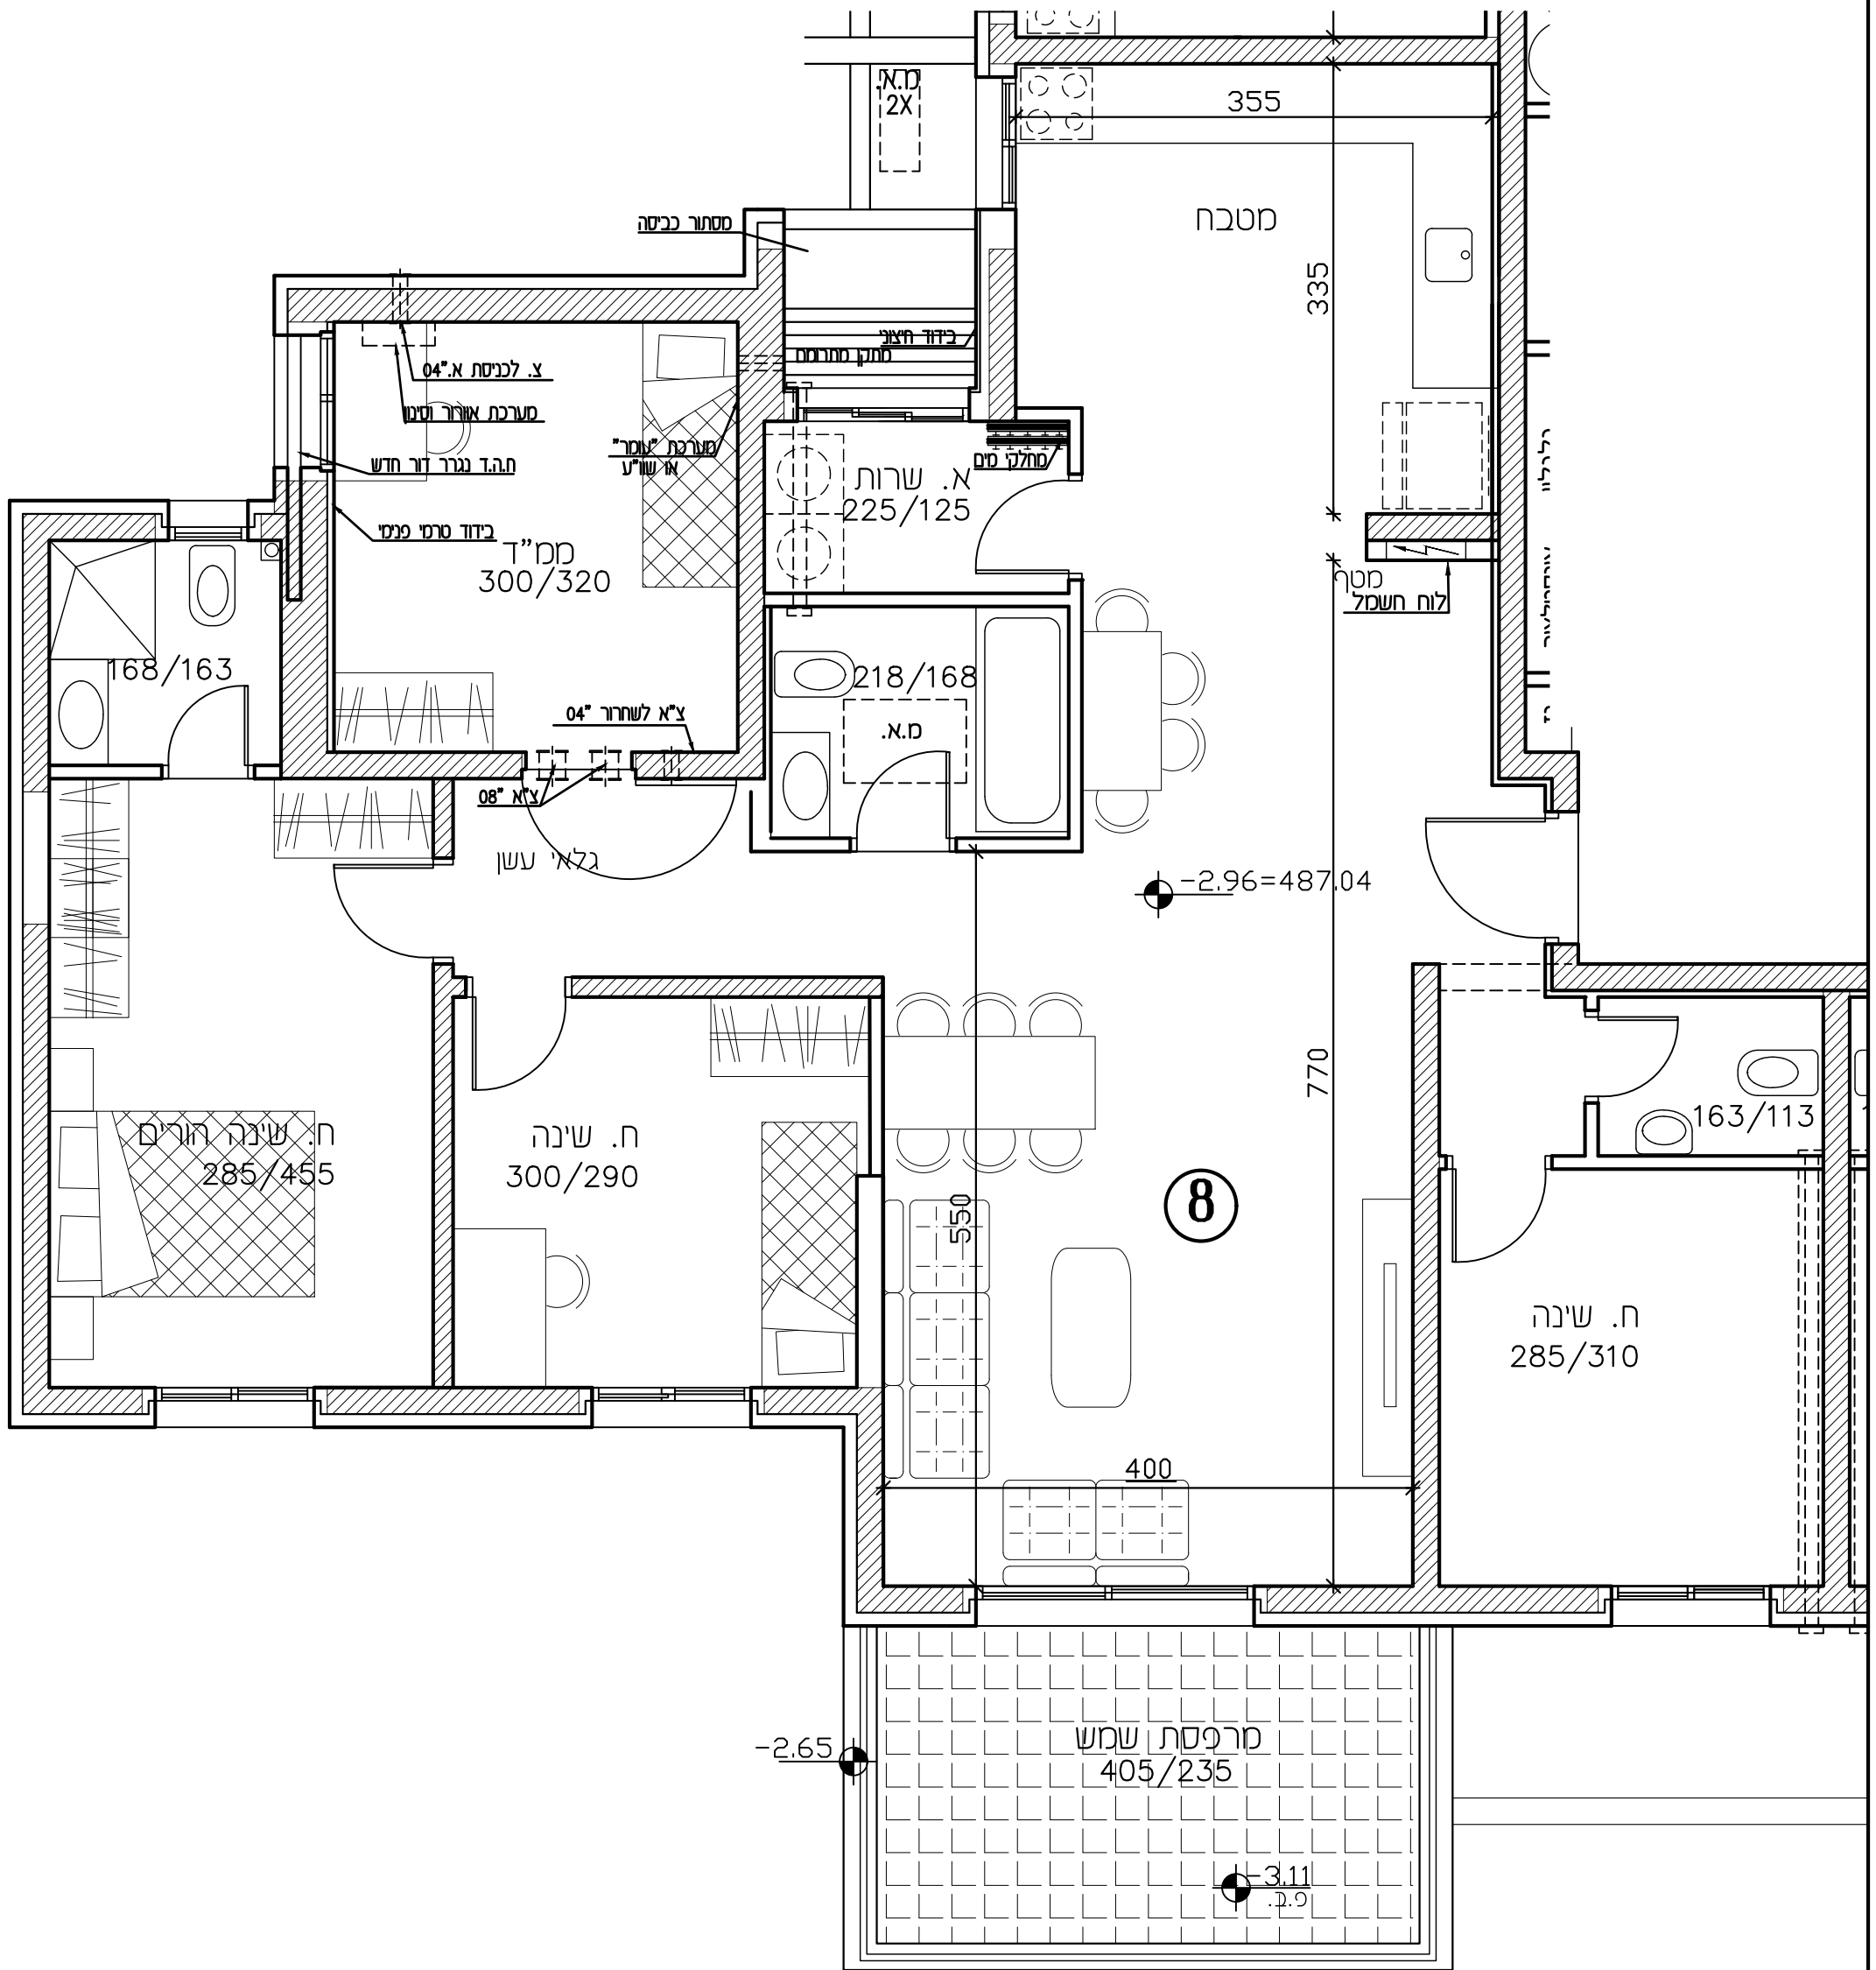 מ.א.
2X
355
מטבח
מסתור כביסה
335
בידוד חיצוני
מתקן מתרומם
צ. לכניסת א.״04
מערכת אוורור וסינון
מערכת ״עומר״
או שוו״ע
ח.ה.ד נגרר דור חדש
מחלקי מים
א. שרות
225/125
בידוד טרמי פנימי
ממ״ד
300/320
מטף
לוח חשמל
168/163
218/168
מ.א.
צ״א לשחרור ״04
צ״א ״08
גלאי עשן
-2.96=487.04
770
ח. שינה הורים
285/455
ח. שינה
300/290
163/113
550
8
ח. שינה
285/310
400
-2.65
מרפסת שמש
405/235
-3.11
פ.ב.